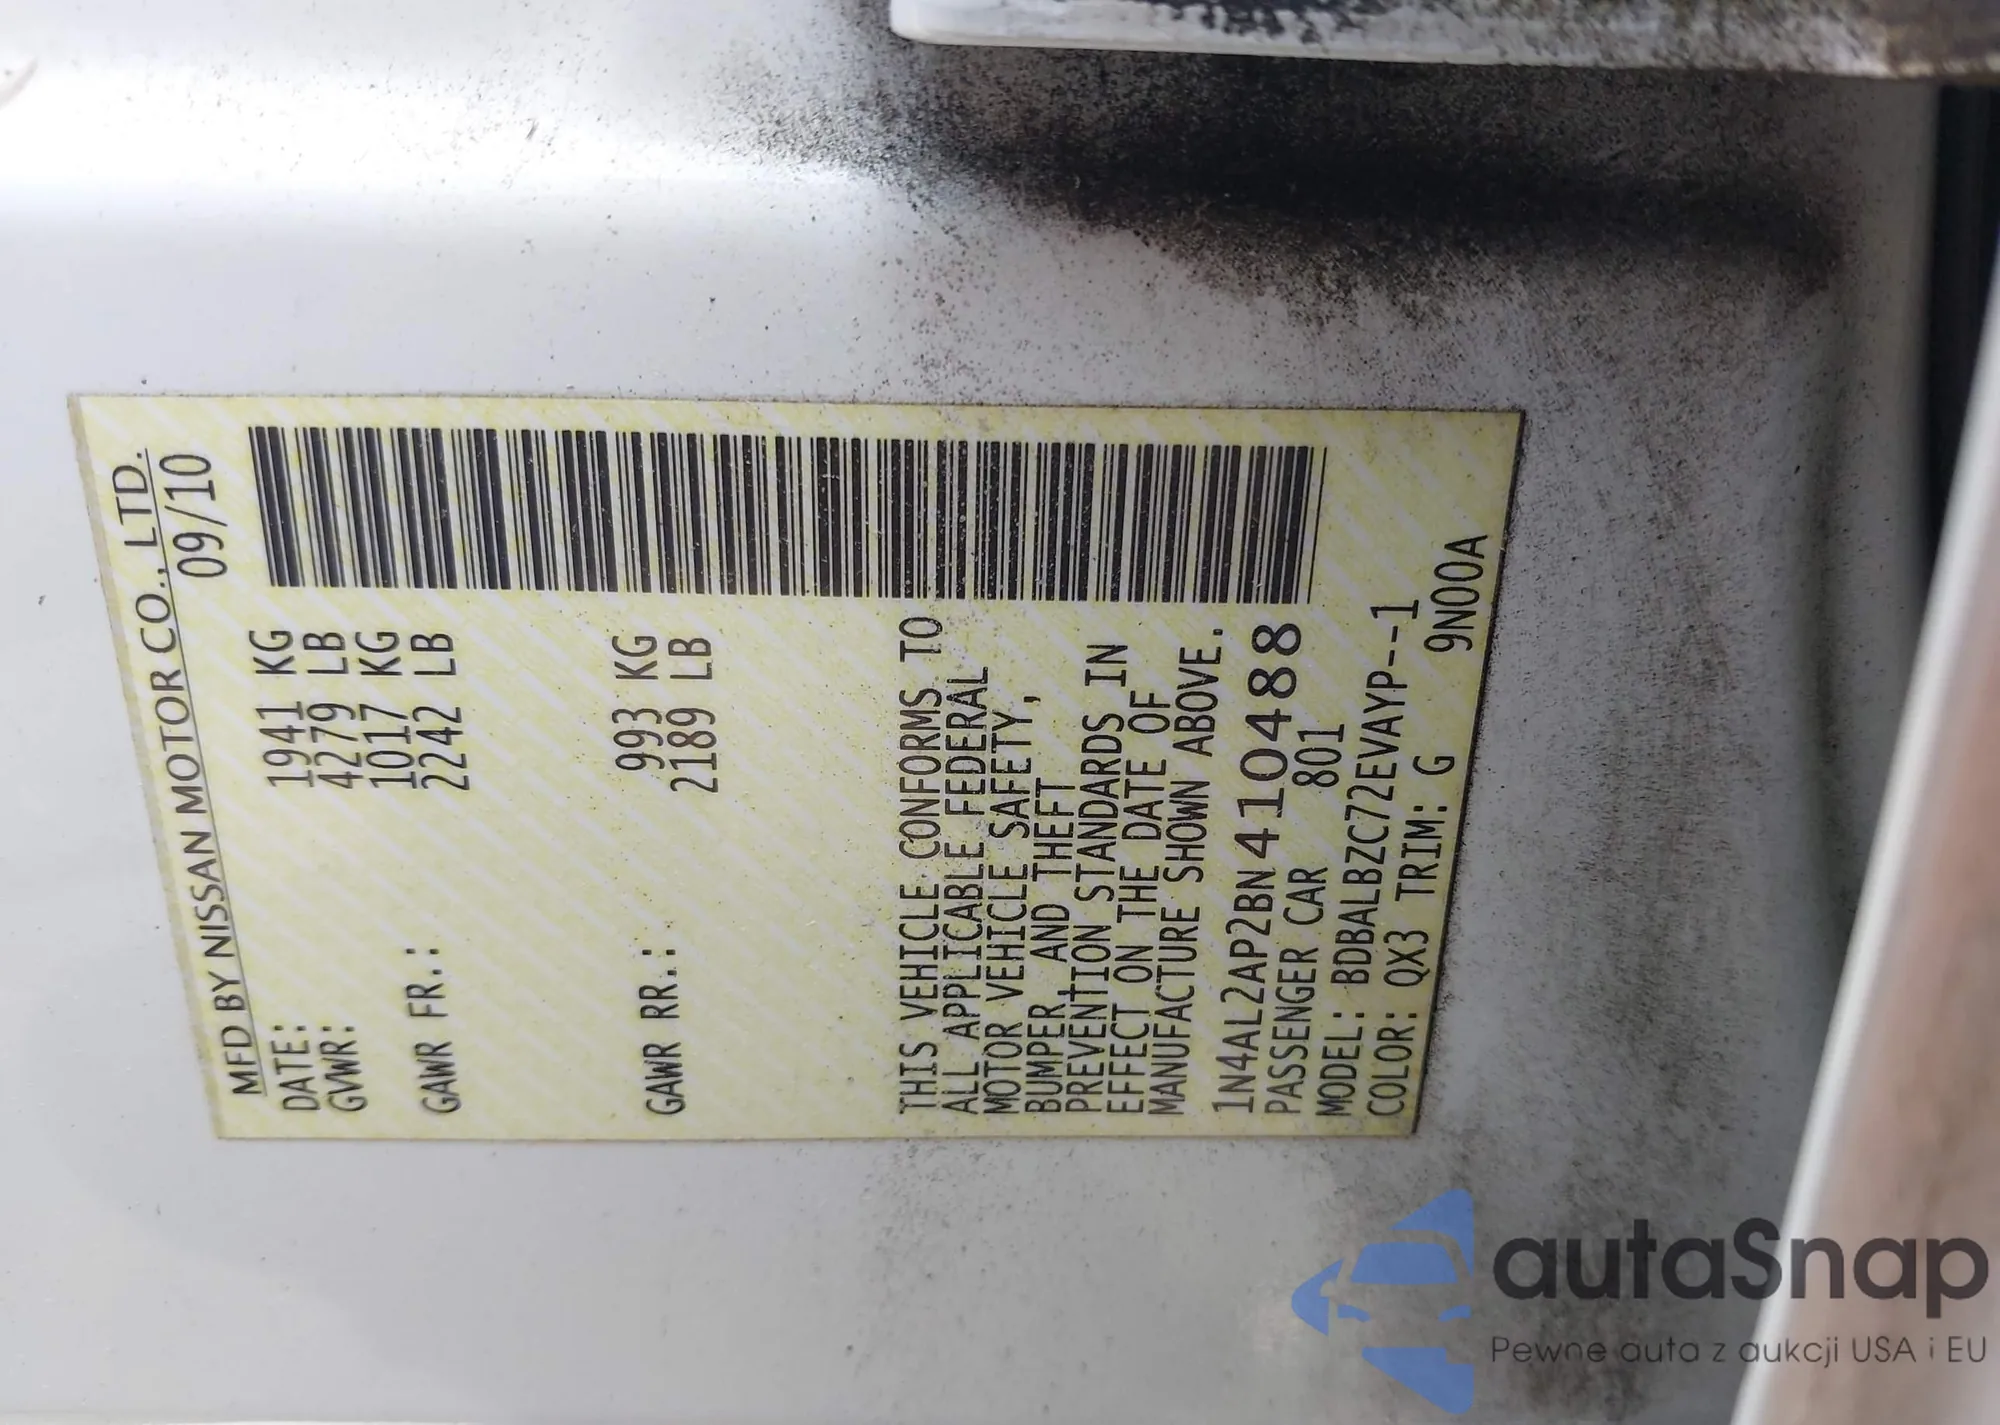 MFD BY NISSAN MOTOR CO., LTD.
DATE: 09/10
GVWR: 1941 KG
4279 LB
GAWR FR.: 1017 KG
2242 LB
GAWR RR.: 993 KG
2189 LB
THIS VEHICLE CONFORMS TO
ALL APPLICABLE FEDERAL
MOTOR VEHICLE SAFETY,
BUMPER AND THEFT
PREVENTION STANDARDS IN
EFFECT ON THE DATE OF
MANUFACTURE SHOWN ABOVE.
1N4AL2AP2BN410488
PASSENGER CAR 801
MODEL: BDBALBZC72EVAYP--1
COLOR: QX3 TRIM: G 9N00A
autaSnap
Pewne auta z aukcji USA i EU